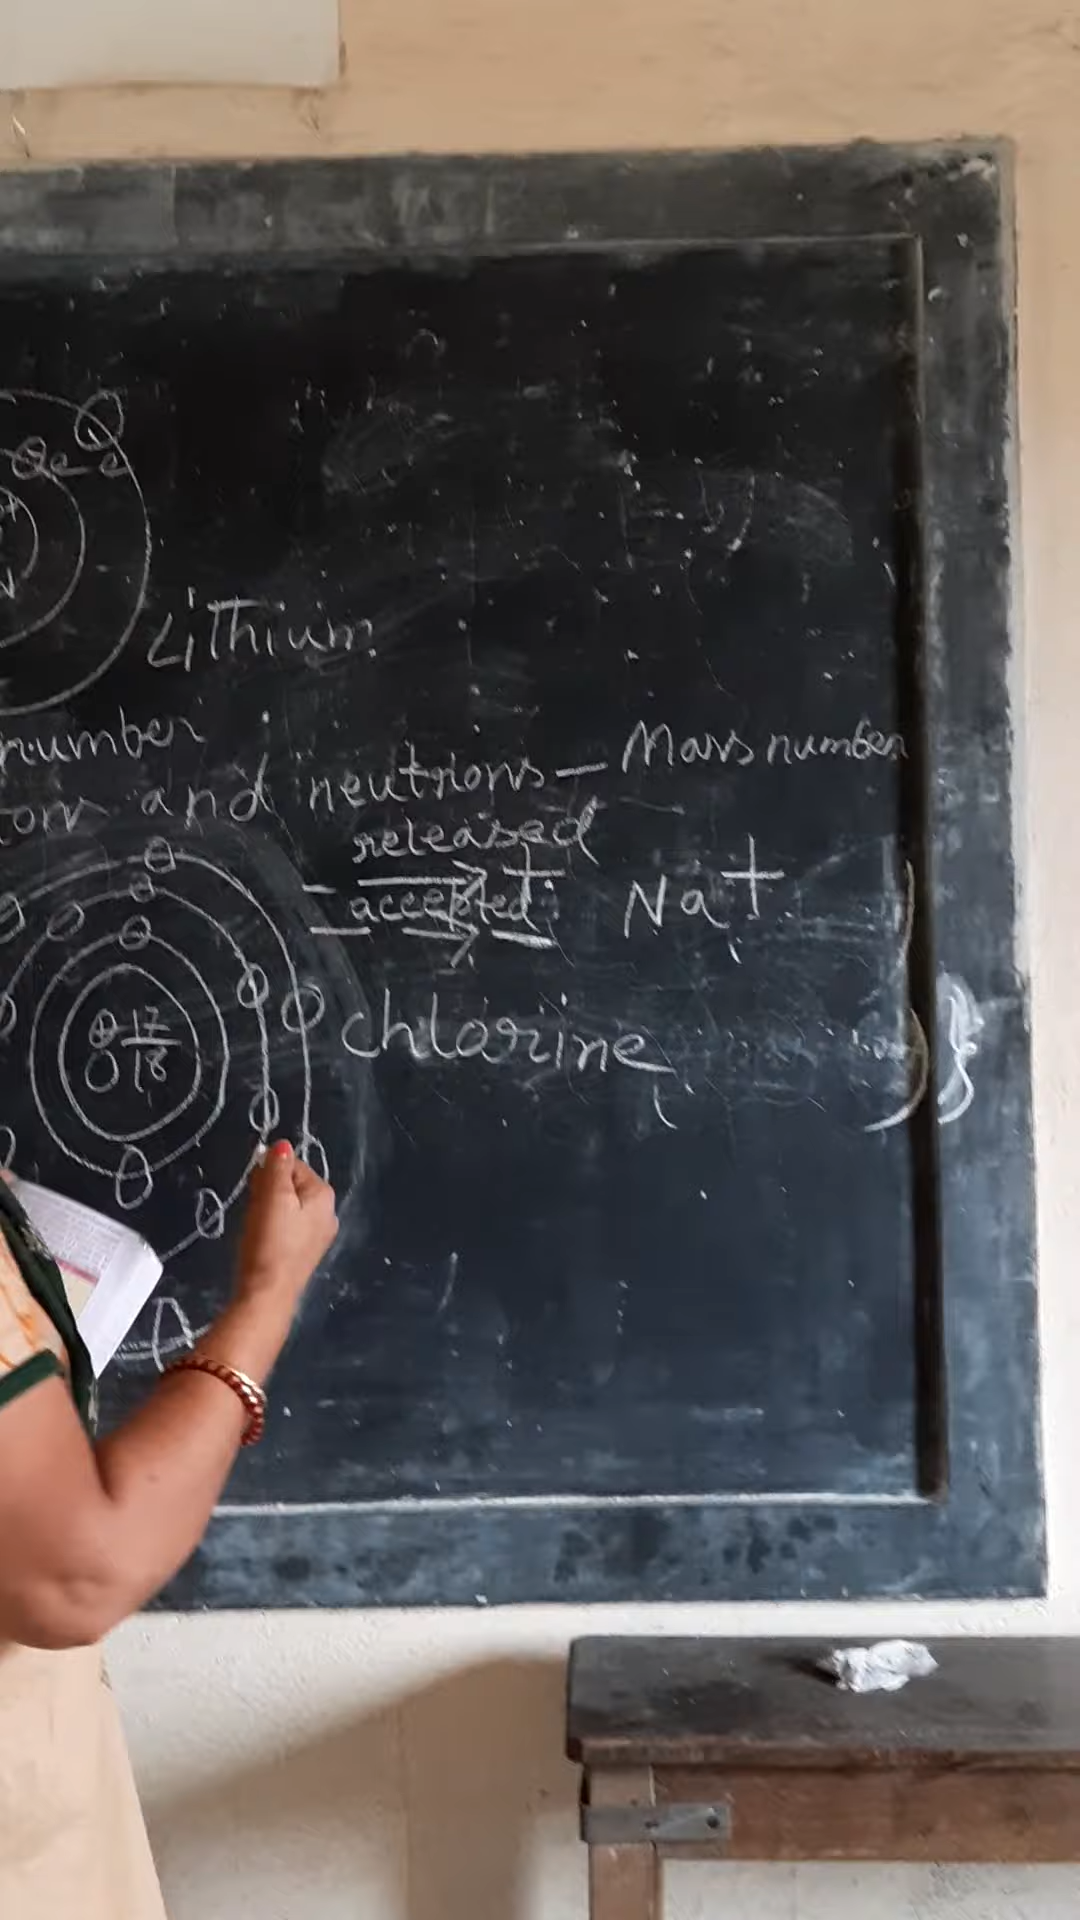 Lithium
number
and neutrons – Mass number
released
- → +
accepted
- → -
Na+
17
18
chlorine